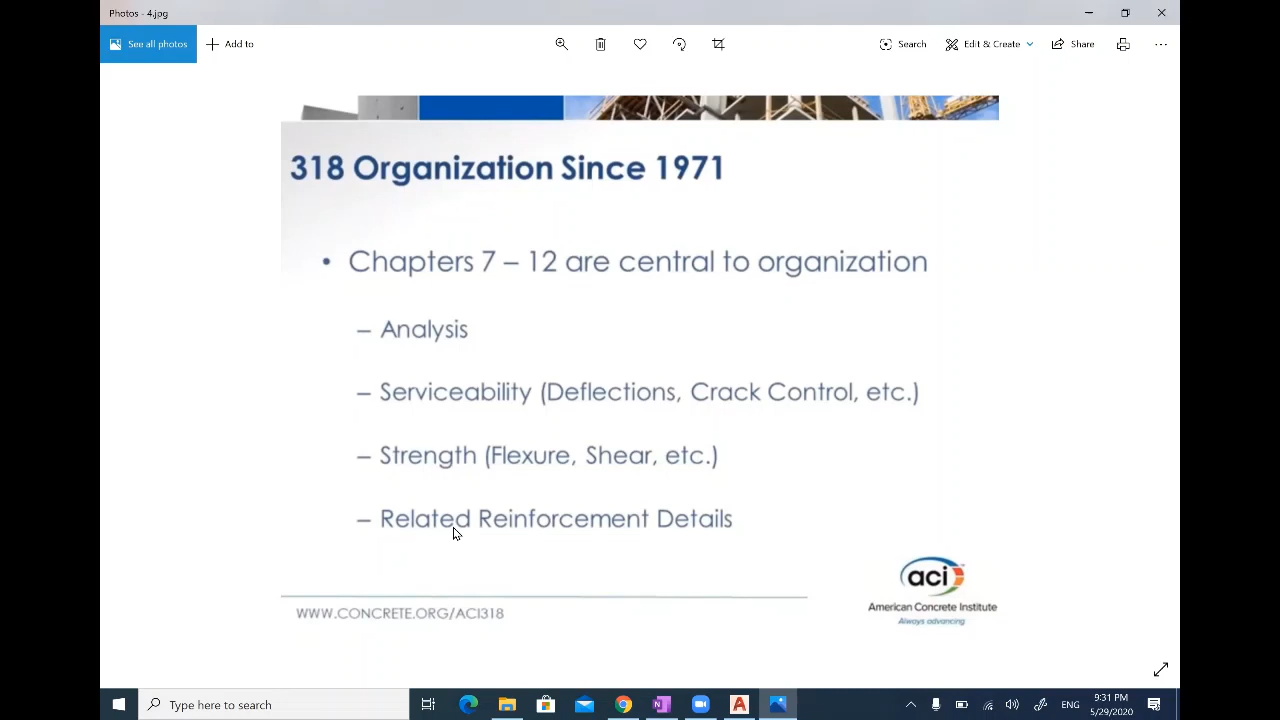 Photos - 4.jpg
See all photos
Add to
Search
Edit & Create
Share
318 Organization Since 1971
• Chapters 7 – 12 are central to organization
– Analysis
– Serviceability (Deflections, Crack Control, etc.)
– Strength (Flexure, Shear, etc.)
– Related Reinforcement Details
WWW.CONCRETE.ORG/ACI318
aci
American Concrete Institute
Always advancing
Type here to search
ENG
9:31 PM
5/29/2020